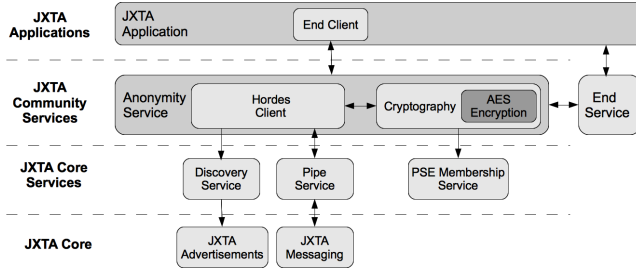 JXTA
Applications
JXTA
Application
End Client
JXTA
Community
Services
Anonymity
Service
Hordes
Client
Cryptography
AES
Encryption
End
Service
JXTA Core
Services
Discovery
Service
Pipe
Service
PSE Membership
Service
JXTA Core
JXTA
Advertisements
JXTA
Messaging